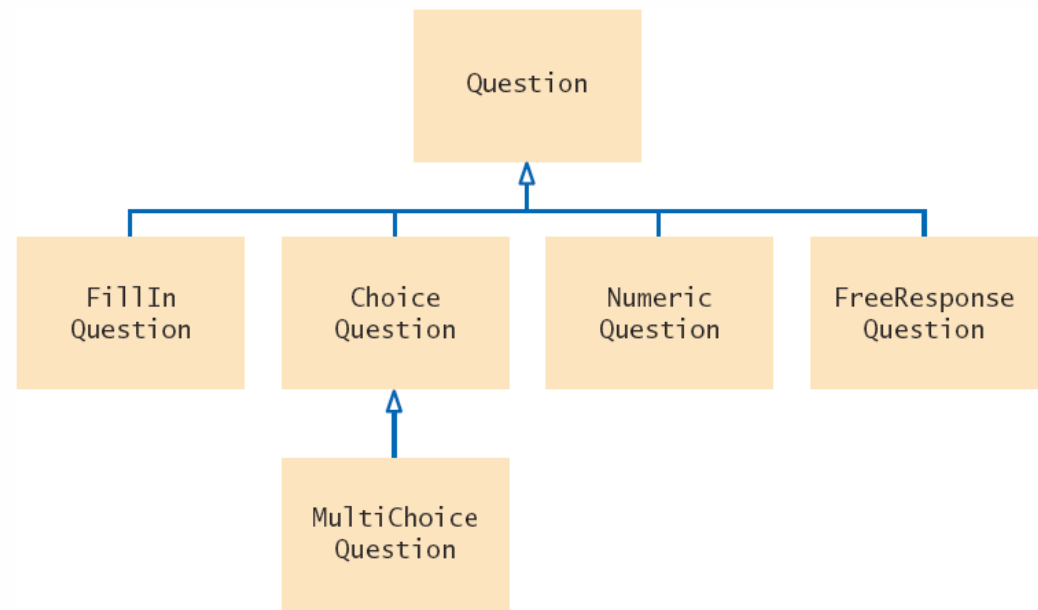 Question
FillIn
Question
Choice
Question
Numeric
Question
FreeResponse
Question
MultiChoice
Question